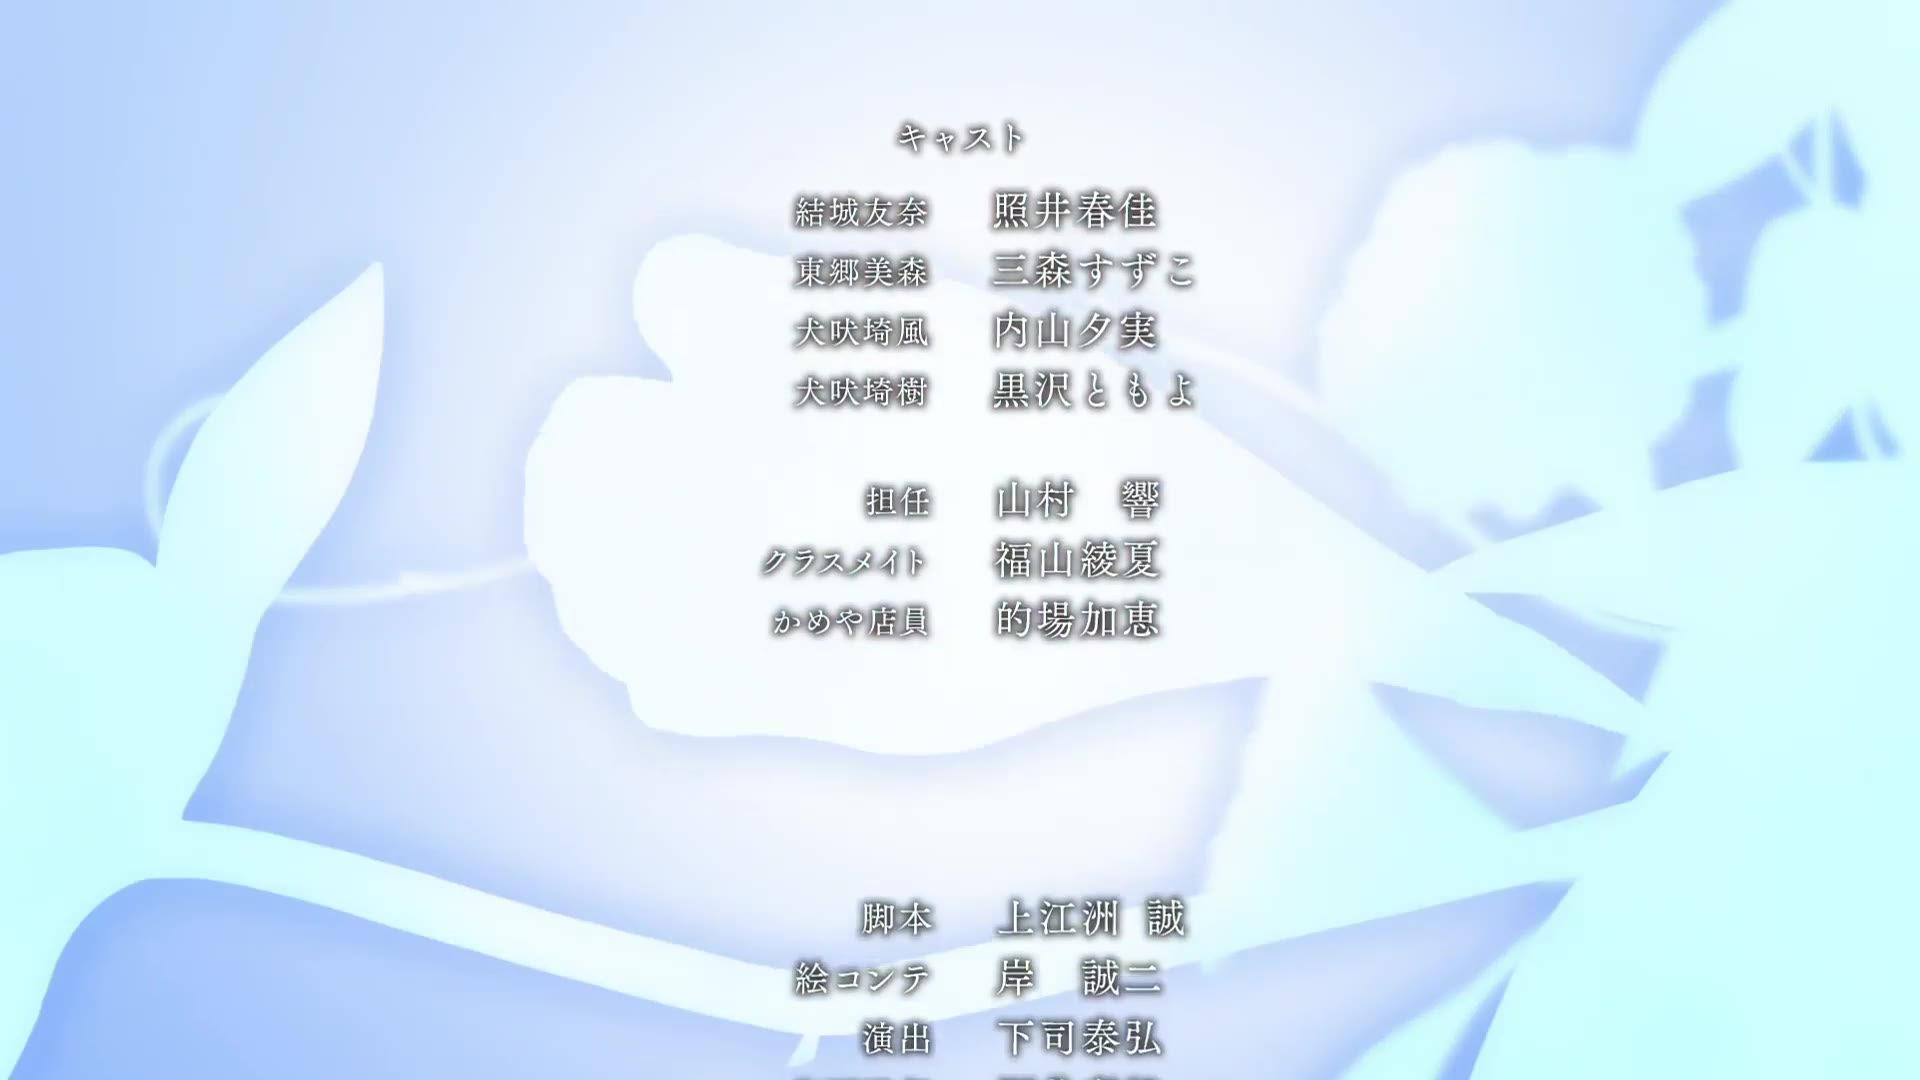 キャスト
結城友奈　照井春佳
東郷美森　三森すずこ
犬吠埼風　内山夕実
犬吠埼樹　黒沢ともよ
担任　山村　響
クラスメイト　福山綾夏
かめや店員　的場加恵
脚本　上江洲　誠
絵コンテ　岸　誠二
演出　下司泰弘